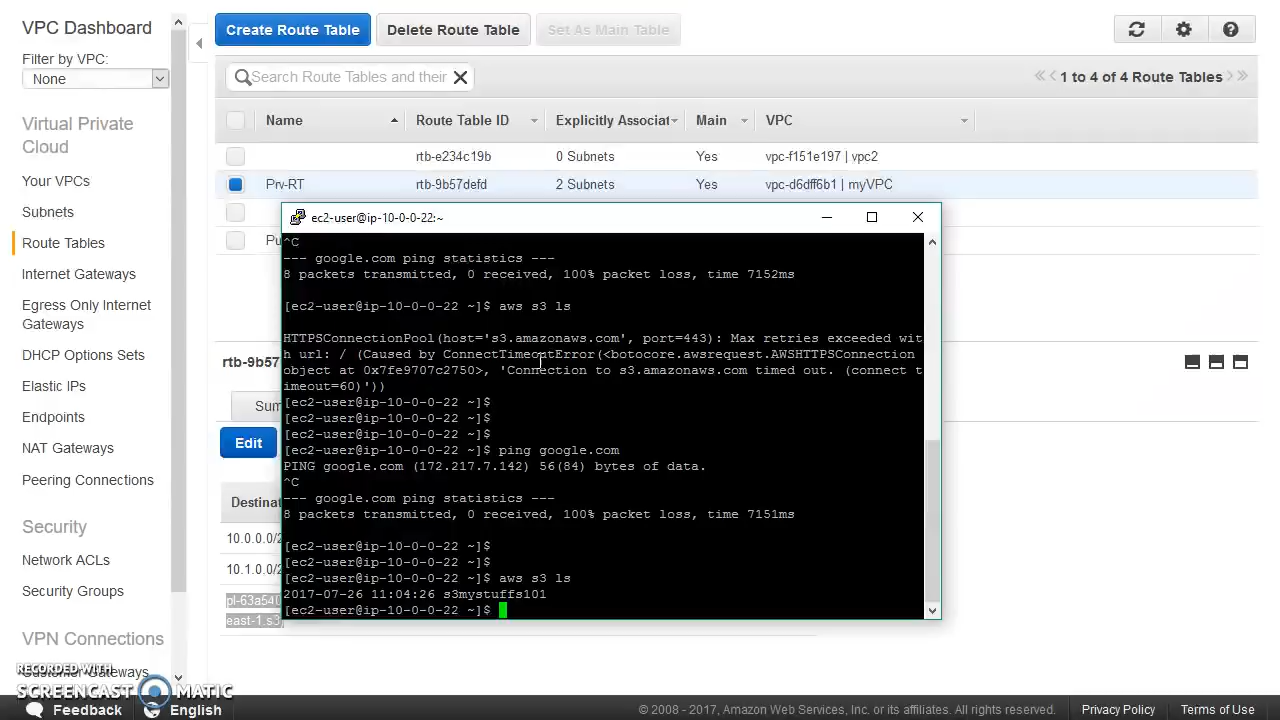 VPC Dashboard
Filter by VPC:
None
Virtual Private
Cloud
Your VPCs
Subnets
Route Tables
Internet Gateways
Egress Only Internet
Gateways
DHCP Options Sets
Elastic IPs
Endpoints
NAT Gateways
Peering Connections
Security
Network ACLs
Security Groups
VPN Connections
Customer Gateways
Create Route Table Delete Route Table Set As Main Table
Search Route Tables and their 1 to 4 of 4 Route Tables
Name Route Table ID Explicitly Associat Main VPC
rtb-e234c19b 0 Subnets Yes vpc-f151e197 | vpc2
Prv-RT rtb-9b57defd 2 Subnets Yes vpc-d6dff6b1 | myVPC
rtb-9b57
Sum
Edit
Destinat
10.0.0.0/2
10.1.0.0/2
pl-63a540
east-1.s3
ec2-user@ip-10-0-0-22:~
^C
--- google.com ping statistics ---
8 packets transmitted, 0 received, 100% packet loss, time 7152ms
[ec2-user@ip-10-0-0-22 ~]$ aws s3 ls
HTTPSConnectionPool(host='s3.amazonaws.com', port=443): Max retries exceeded wit
h url: / (Caused by ConnectTimeoutError(<botocore.awsrequest.AWSHTTPSConnection
object at 0x7fe9707c2750>, 'Connection to s3.amazonaws.com timed out. (connect t
imeout=60)'))
[ec2-user@ip-10-0-0-22 ~]$
[ec2-user@ip-10-0-0-22 ~]$
[ec2-user@ip-10-0-0-22 ~]$
[ec2-user@ip-10-0-0-22 ~]$ ping google.com
PING google.com (172.217.7.142) 56(84) bytes of data.
^C
--- google.com ping statistics ---
8 packets transmitted, 0 received, 100% packet loss, time 7151ms
[ec2-user@ip-10-0-0-22 ~]$
[ec2-user@ip-10-0-0-22 ~]$
[ec2-user@ip-10-0-0-22 ~]$ aws s3 ls
2017-07-26 11:04:26 s3mystuffs101
[ec2-user@ip-10-0-0-22 ~]$
RECORDED WITH
SCREENCAST MATIC
Feedback English © 2008 - 2017, Amazon Web Services, Inc. or its affiliates. All rights reserved. Privacy Policy Terms of Use